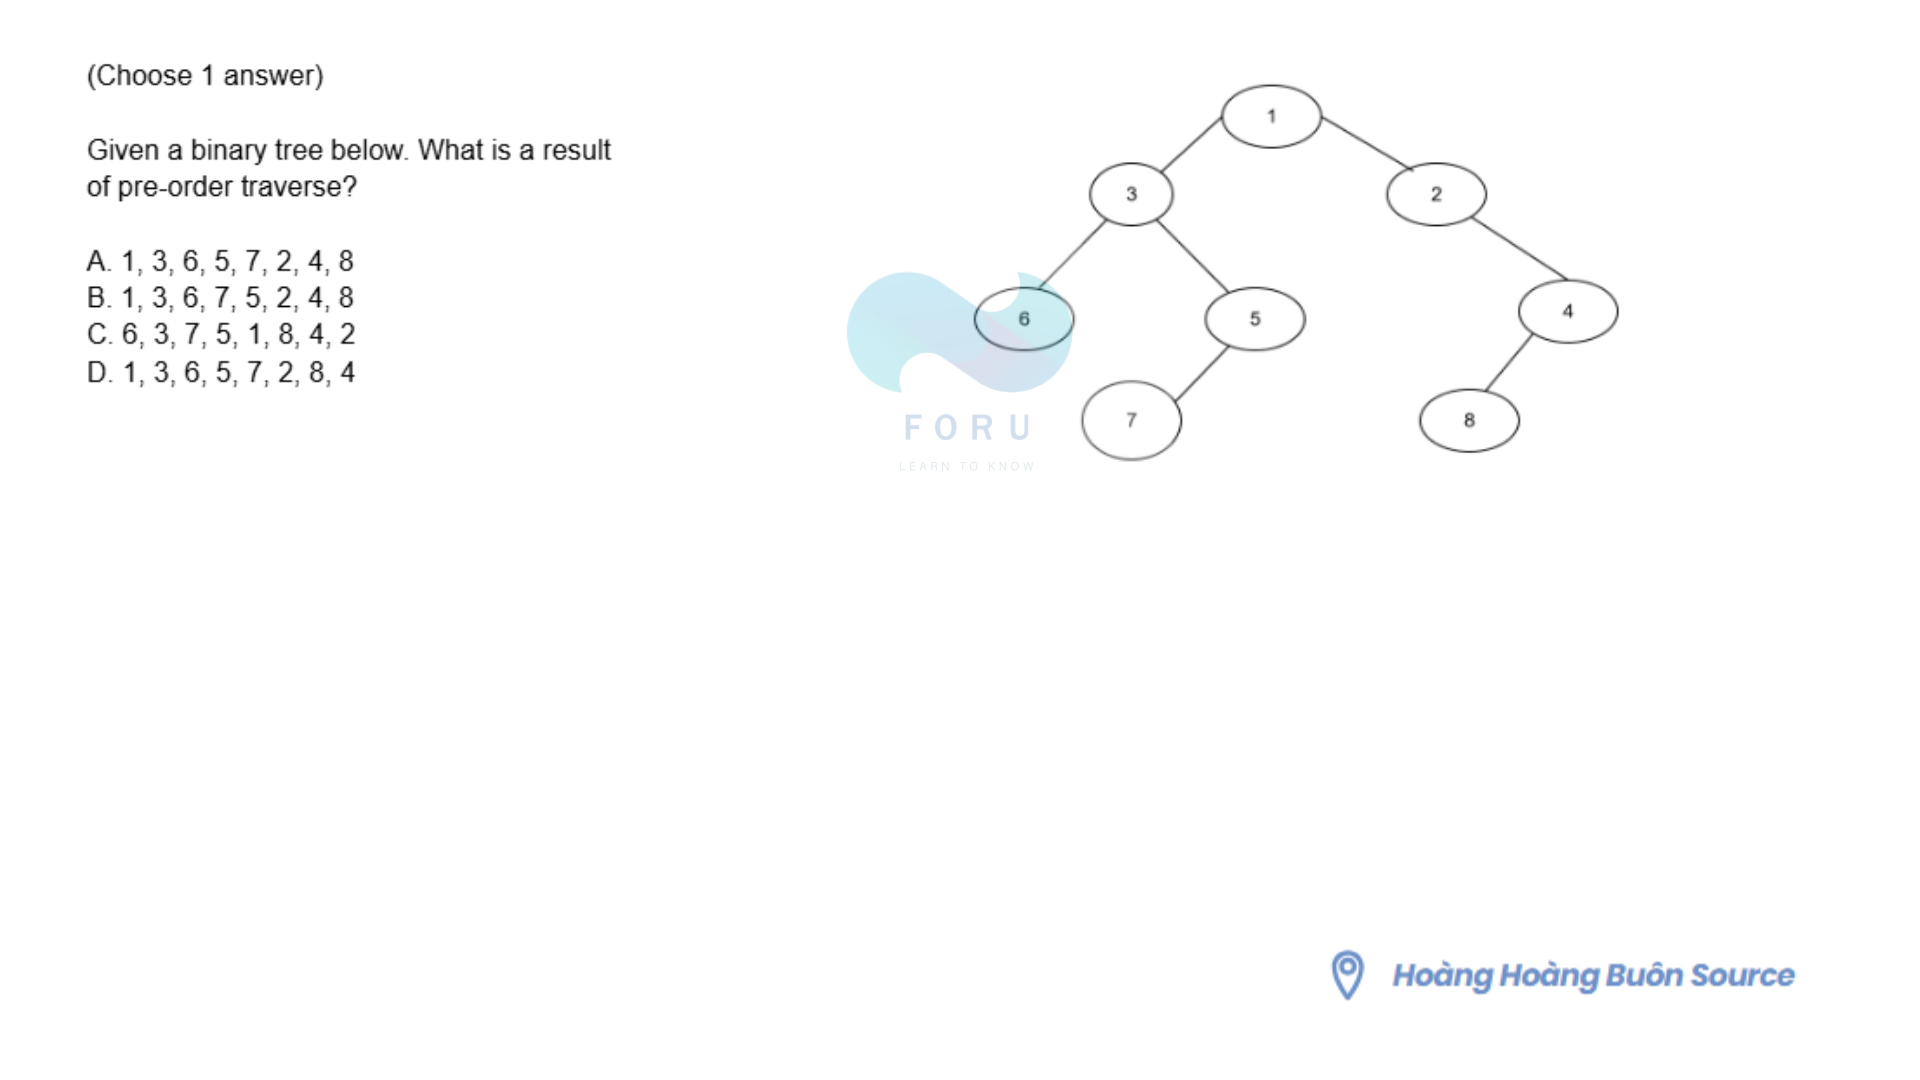 (Choose 1 answer)
Given a binary tree below. What is a result
of pre-order traverse?
A. 1, 3, 6, 5, 7, 2, 4, 8
B. 1, 3, 6, 7, 5, 2, 4, 8
C. 6, 3, 7, 5, 1, 8, 4, 2
D. 1, 3, 6, 5, 7, 2, 8, 4
1
3
2
6
5
4
7
8
FORU
LEARN TO KNOW
Hoàng Hoàng Buôn Source